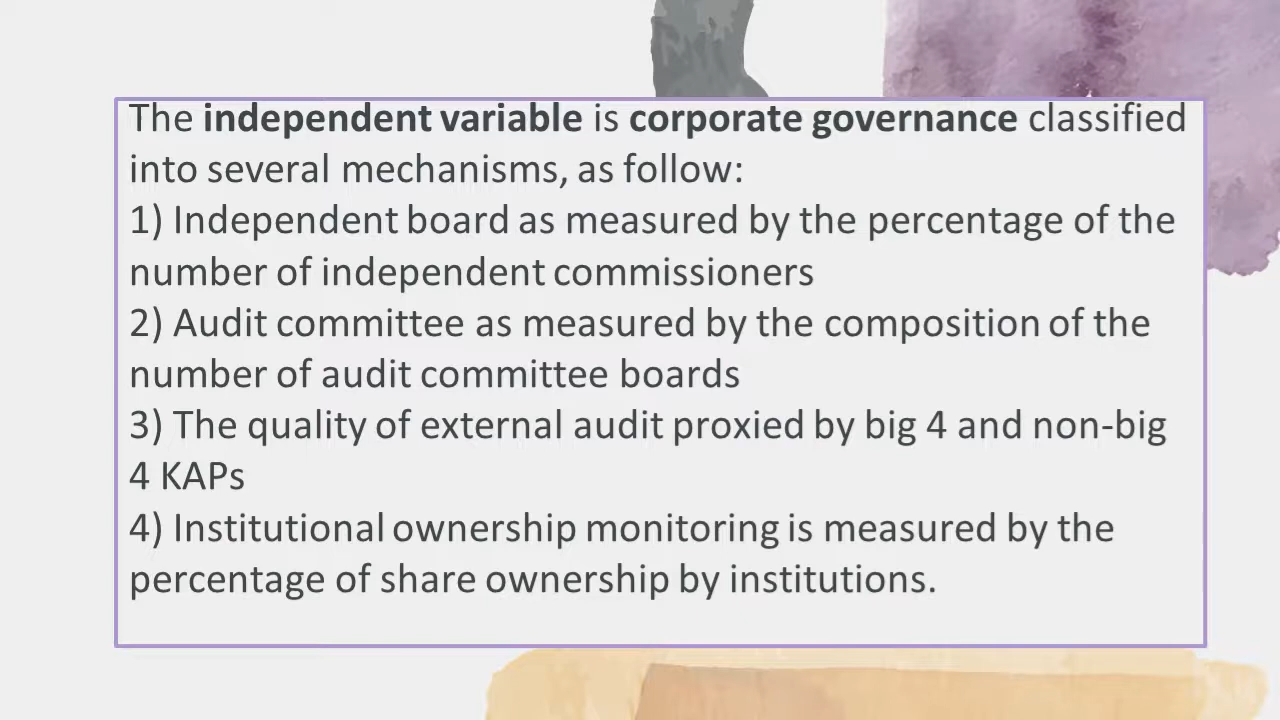 The independent variable is corporate governance classified
into several mechanisms, as follow:
1) Independent board as measured by the percentage of the
number of independent commissioners
2) Audit committee as measured by the composition of the
number of audit committee boards
3) The quality of external audit proxied by big 4 and non-big
4 KAPs
4) Institutional ownership monitoring is measured by the
percentage of share ownership by institutions.